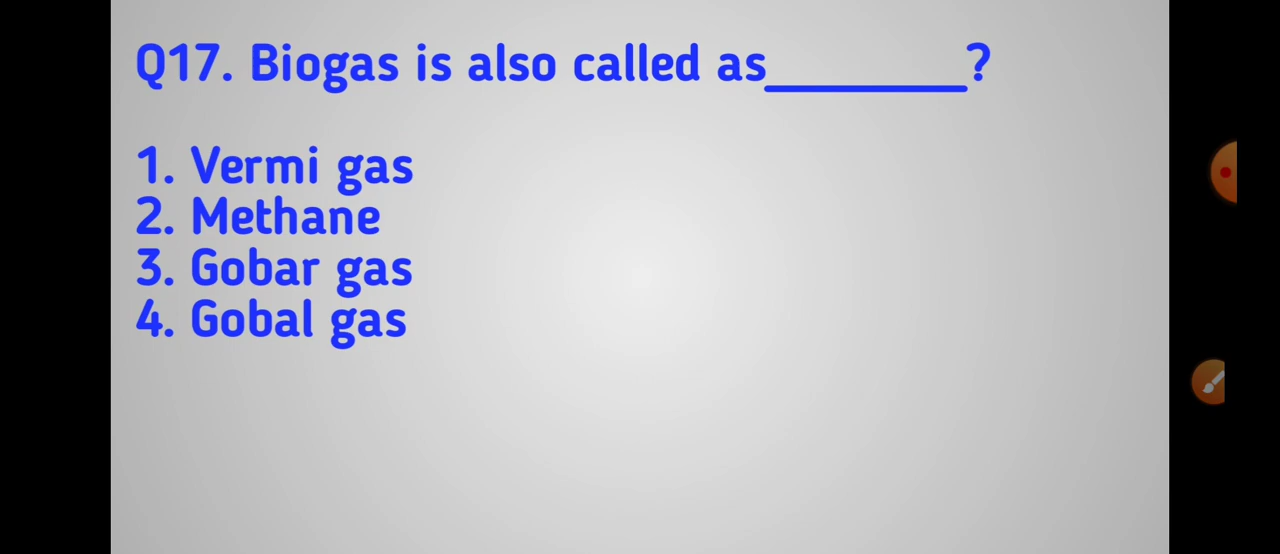 Q17. Biogas is also called as________?
1. Vermi gas
2. Methane
3. Gobar gas
4. Gobal gas